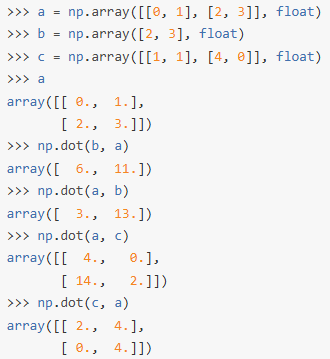 >>> a = np.array([[0, 1], [2, 3]], float)
>>> b = np.array([2, 3], float)
>>> c = np.array([[1, 1], [4, 0]], float)
>>> a
array([[ 0.,  1.],
       [ 2.,  3.]])
>>> np.dot(b, a)
array([  6.,  11.])
>>> np.dot(a, b)
array([  3.,  13.])
>>> np.dot(a, c)
array([[  4.,   0.],
       [ 14.,   2.]])
>>> np.dot(c, a)
array([[ 2.,  4.],
       [ 0.,  4.]])